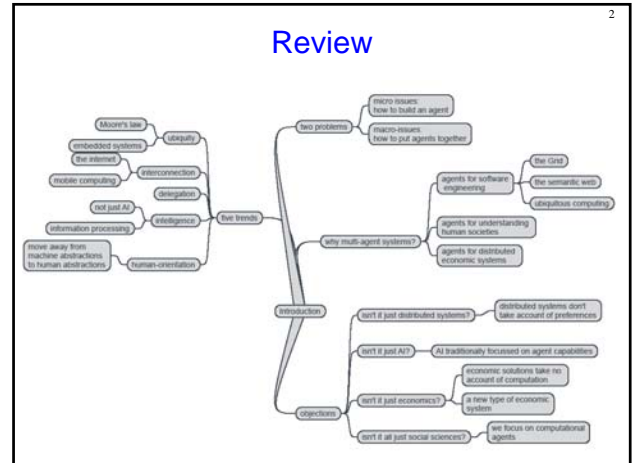 2
Review
Moore's law
embedded systems
ubiquity
the internet
mobile computing
interconnection
delegation
not just AI
information processing
intelligence
move away from
machine abstractions
to human abstractions
human-orientation
five trends
Introduction
two problems
micro issues
how to build an agent
macro-issues
how to put agents together
why multi-agent systems?
agents for software
engineering
the Grid
the semantic web
ubiquitous computing
agents for understanding
human societies
agents for distributed
economic systems
objections
isn't it just distributed systems?
distributed systems don't
take account of preferences
isn't it just AI?
AI traditionally focussed on agent capabilities
isn't it just economics?
economic solutions take no
account of computation
a new type of economic
system
isn't it all just social sciences?
we focus on computational
agents